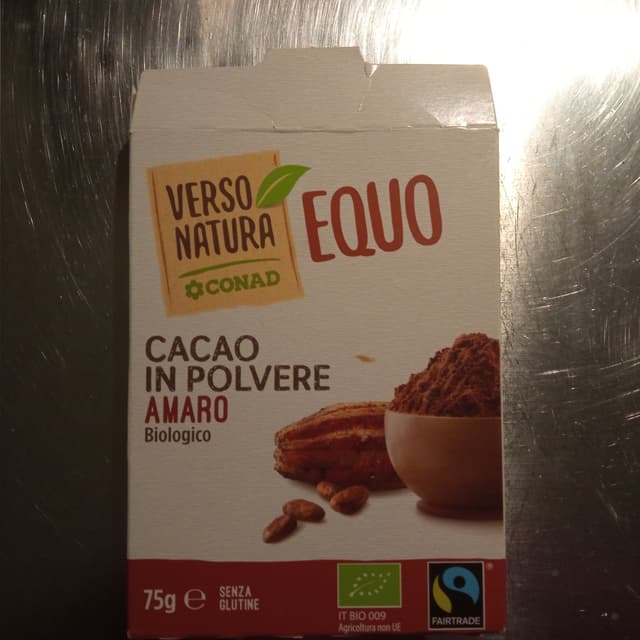 VERSO
NATURA
CONAD
EQUO
CACAO
IN POLVERE
AMARO
Biologico
75g e
SENZA
GLUTINE
IT BIO 009
Agricoltura non UE
FAIRTRADE
®